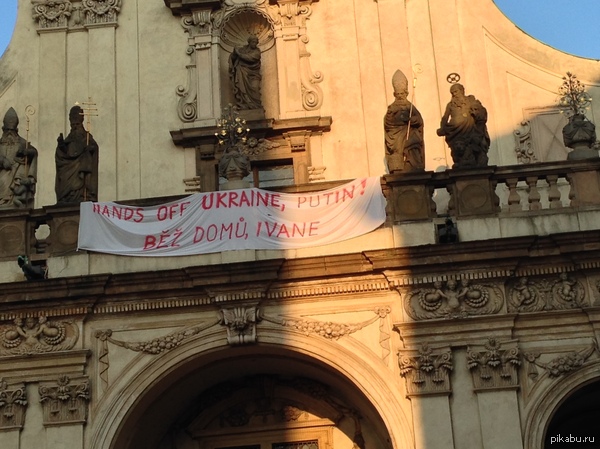 HANDS OFF UKRAINE, PUTIN!
BĚŽ DOMŮ, IVANE
pikabu.ru